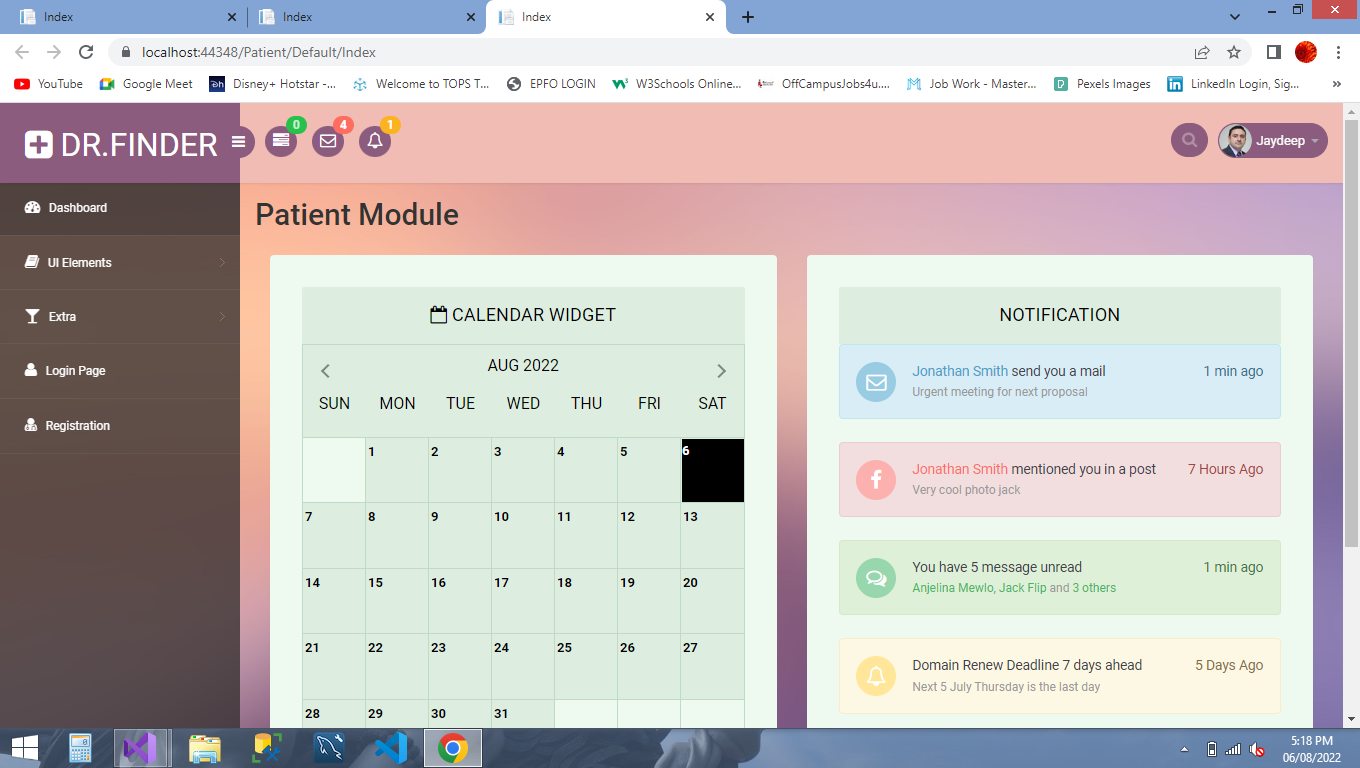 Index
Index
Index
localhost:44348/Patient/Default/Index
YouTube
Google Meet
Disney+ Hotstar -...
Welcome to TOPS T...
EPFO LOGIN
W3Schools Online...
OffCampusJobs4u....
Job Work - Master...
Pexels Images
LinkedIn Login, Sig...
»
DR.FINDER
0
4
1
Jaydeep
Dashboard
UI Elements
Extra
Login Page
Registration
Patient Module
CALENDAR WIDGET
AUG 2022
SUN MON TUE WED THU FRI SAT
1 2 3 4 5 6
7 8 9 10 11 12 13
14 15 16 17 18 19 20
21 22 23 24 25 26 27
28 29 30 31
NOTIFICATION
Jonathan Smith send you a mail 1 min ago
Urgent meeting for next proposal
Jonathan Smith mentioned you in a post 7 Hours Ago
Very cool photo jack
You have 5 message unread 1 min ago
Anjelina Mewlo, Jack Flip and 3 others
Domain Renew Deadline 7 days ahead 5 Days Ago
Next 5 July Thursday is the last day
5:18 PM
06/08/2022